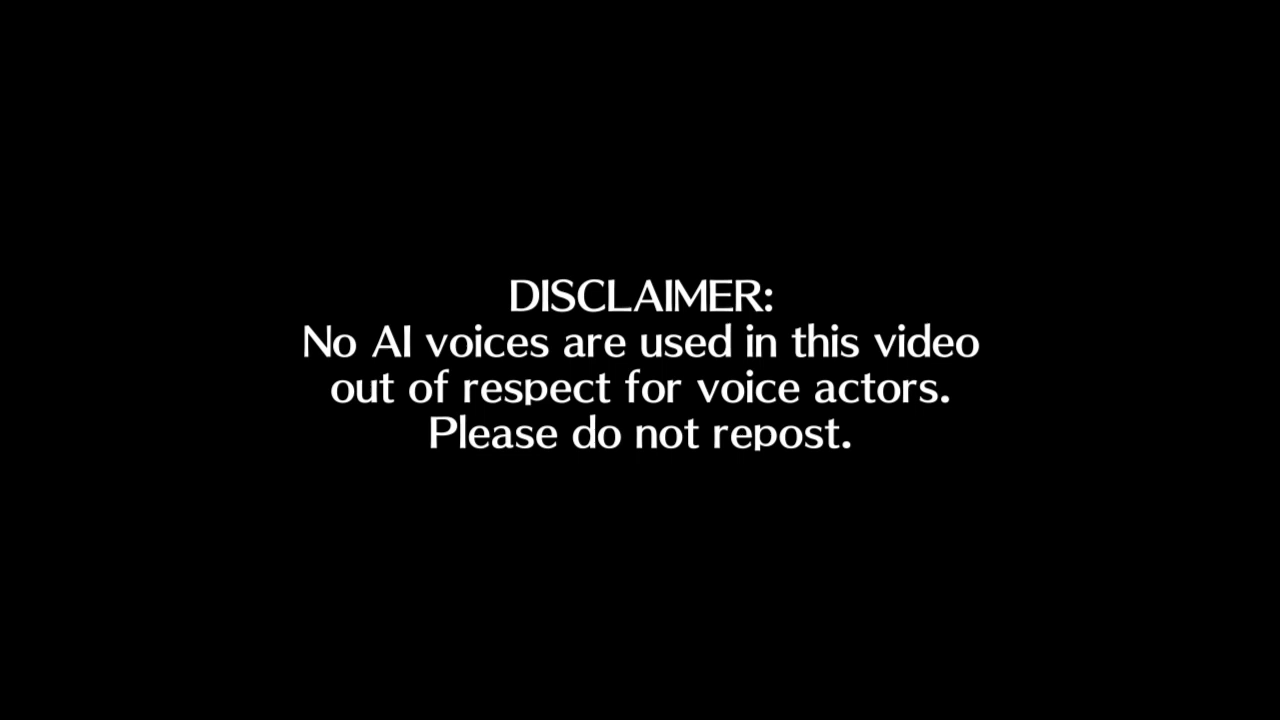 DISCLAIMER:
No AI voices are used in this video
out of respect for voice actors.
Please do not repost.